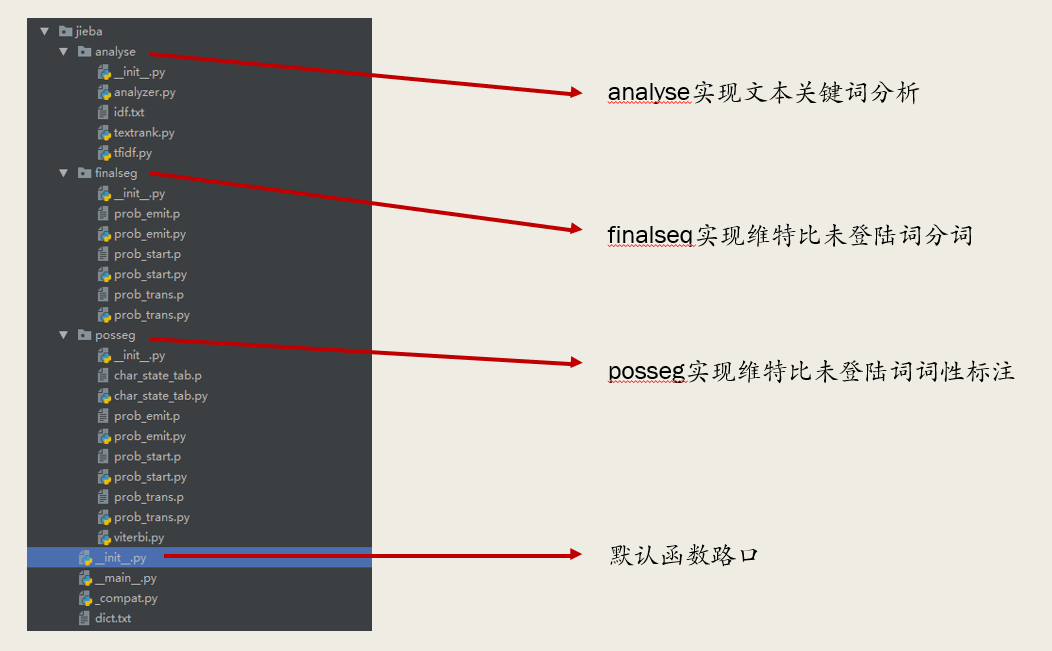 jieba
analyse
__init__.py
analyzer.py
idf.txt
textrank.py
tfidf.py
finalseg
__init__.py
prob_emit.p
prob_emit.py
prob_start.p
prob_start.py
prob_trans.p
prob_trans.py
posseg
__init__.py
char_state_tab.p
char_state_tab.py
prob_emit.p
prob_emit.py
prob_start.p
prob_start.py
prob_trans.p
prob_trans.py
viterbi.py
__init__.py
__main__.py
_compat.py
dict.txt
analyse实现文本关键词分析
finalseq实现维特比未登陆词分词
posseg实现维特比未登陆词词性标注
默认函数路口